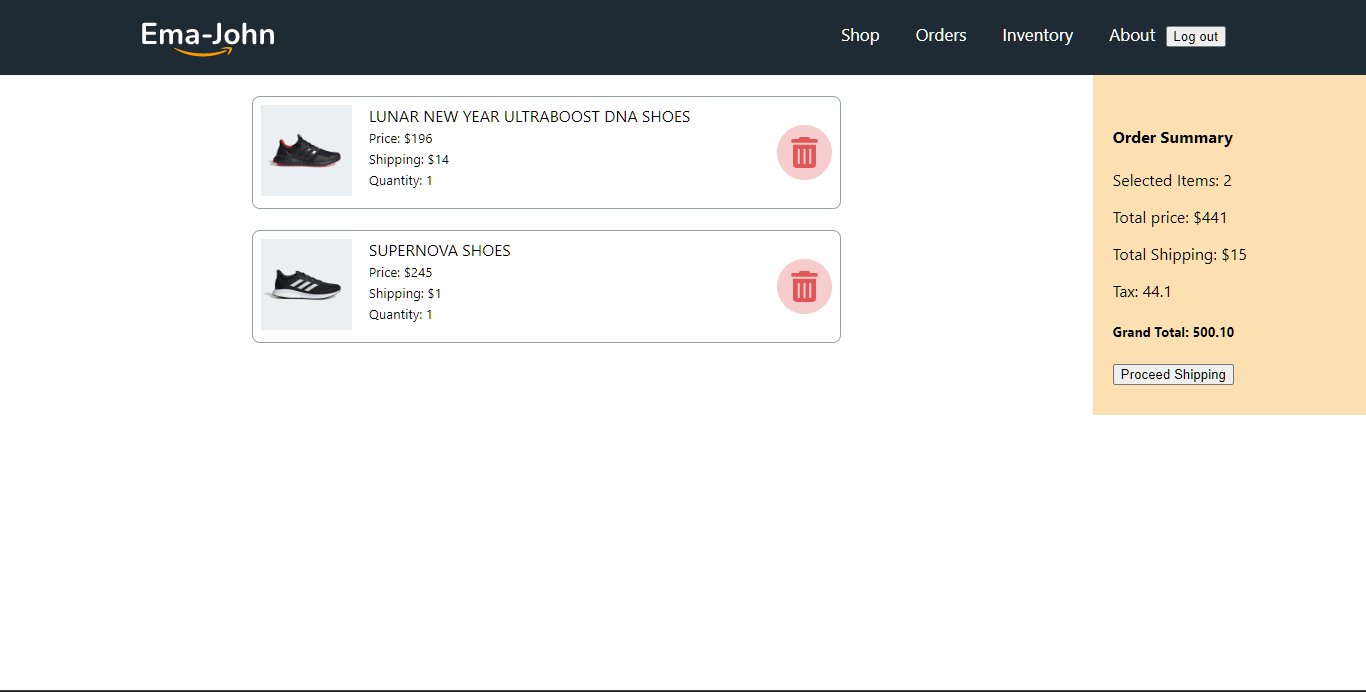 Ema-John
Shop Orders Inventory About Log out
LUNAR NEW YEAR ULTRABOOST DNA SHOES
Price: $196
Shipping: $14
Quantity: 1
SUPERNOVA SHOES
Price: $245
Shipping: $1
Quantity: 1
Order Summary
Selected Items: 2
Total price: $441
Total Shipping: $15
Tax: 44.1
Grand Total: 500.10
Proceed Shipping